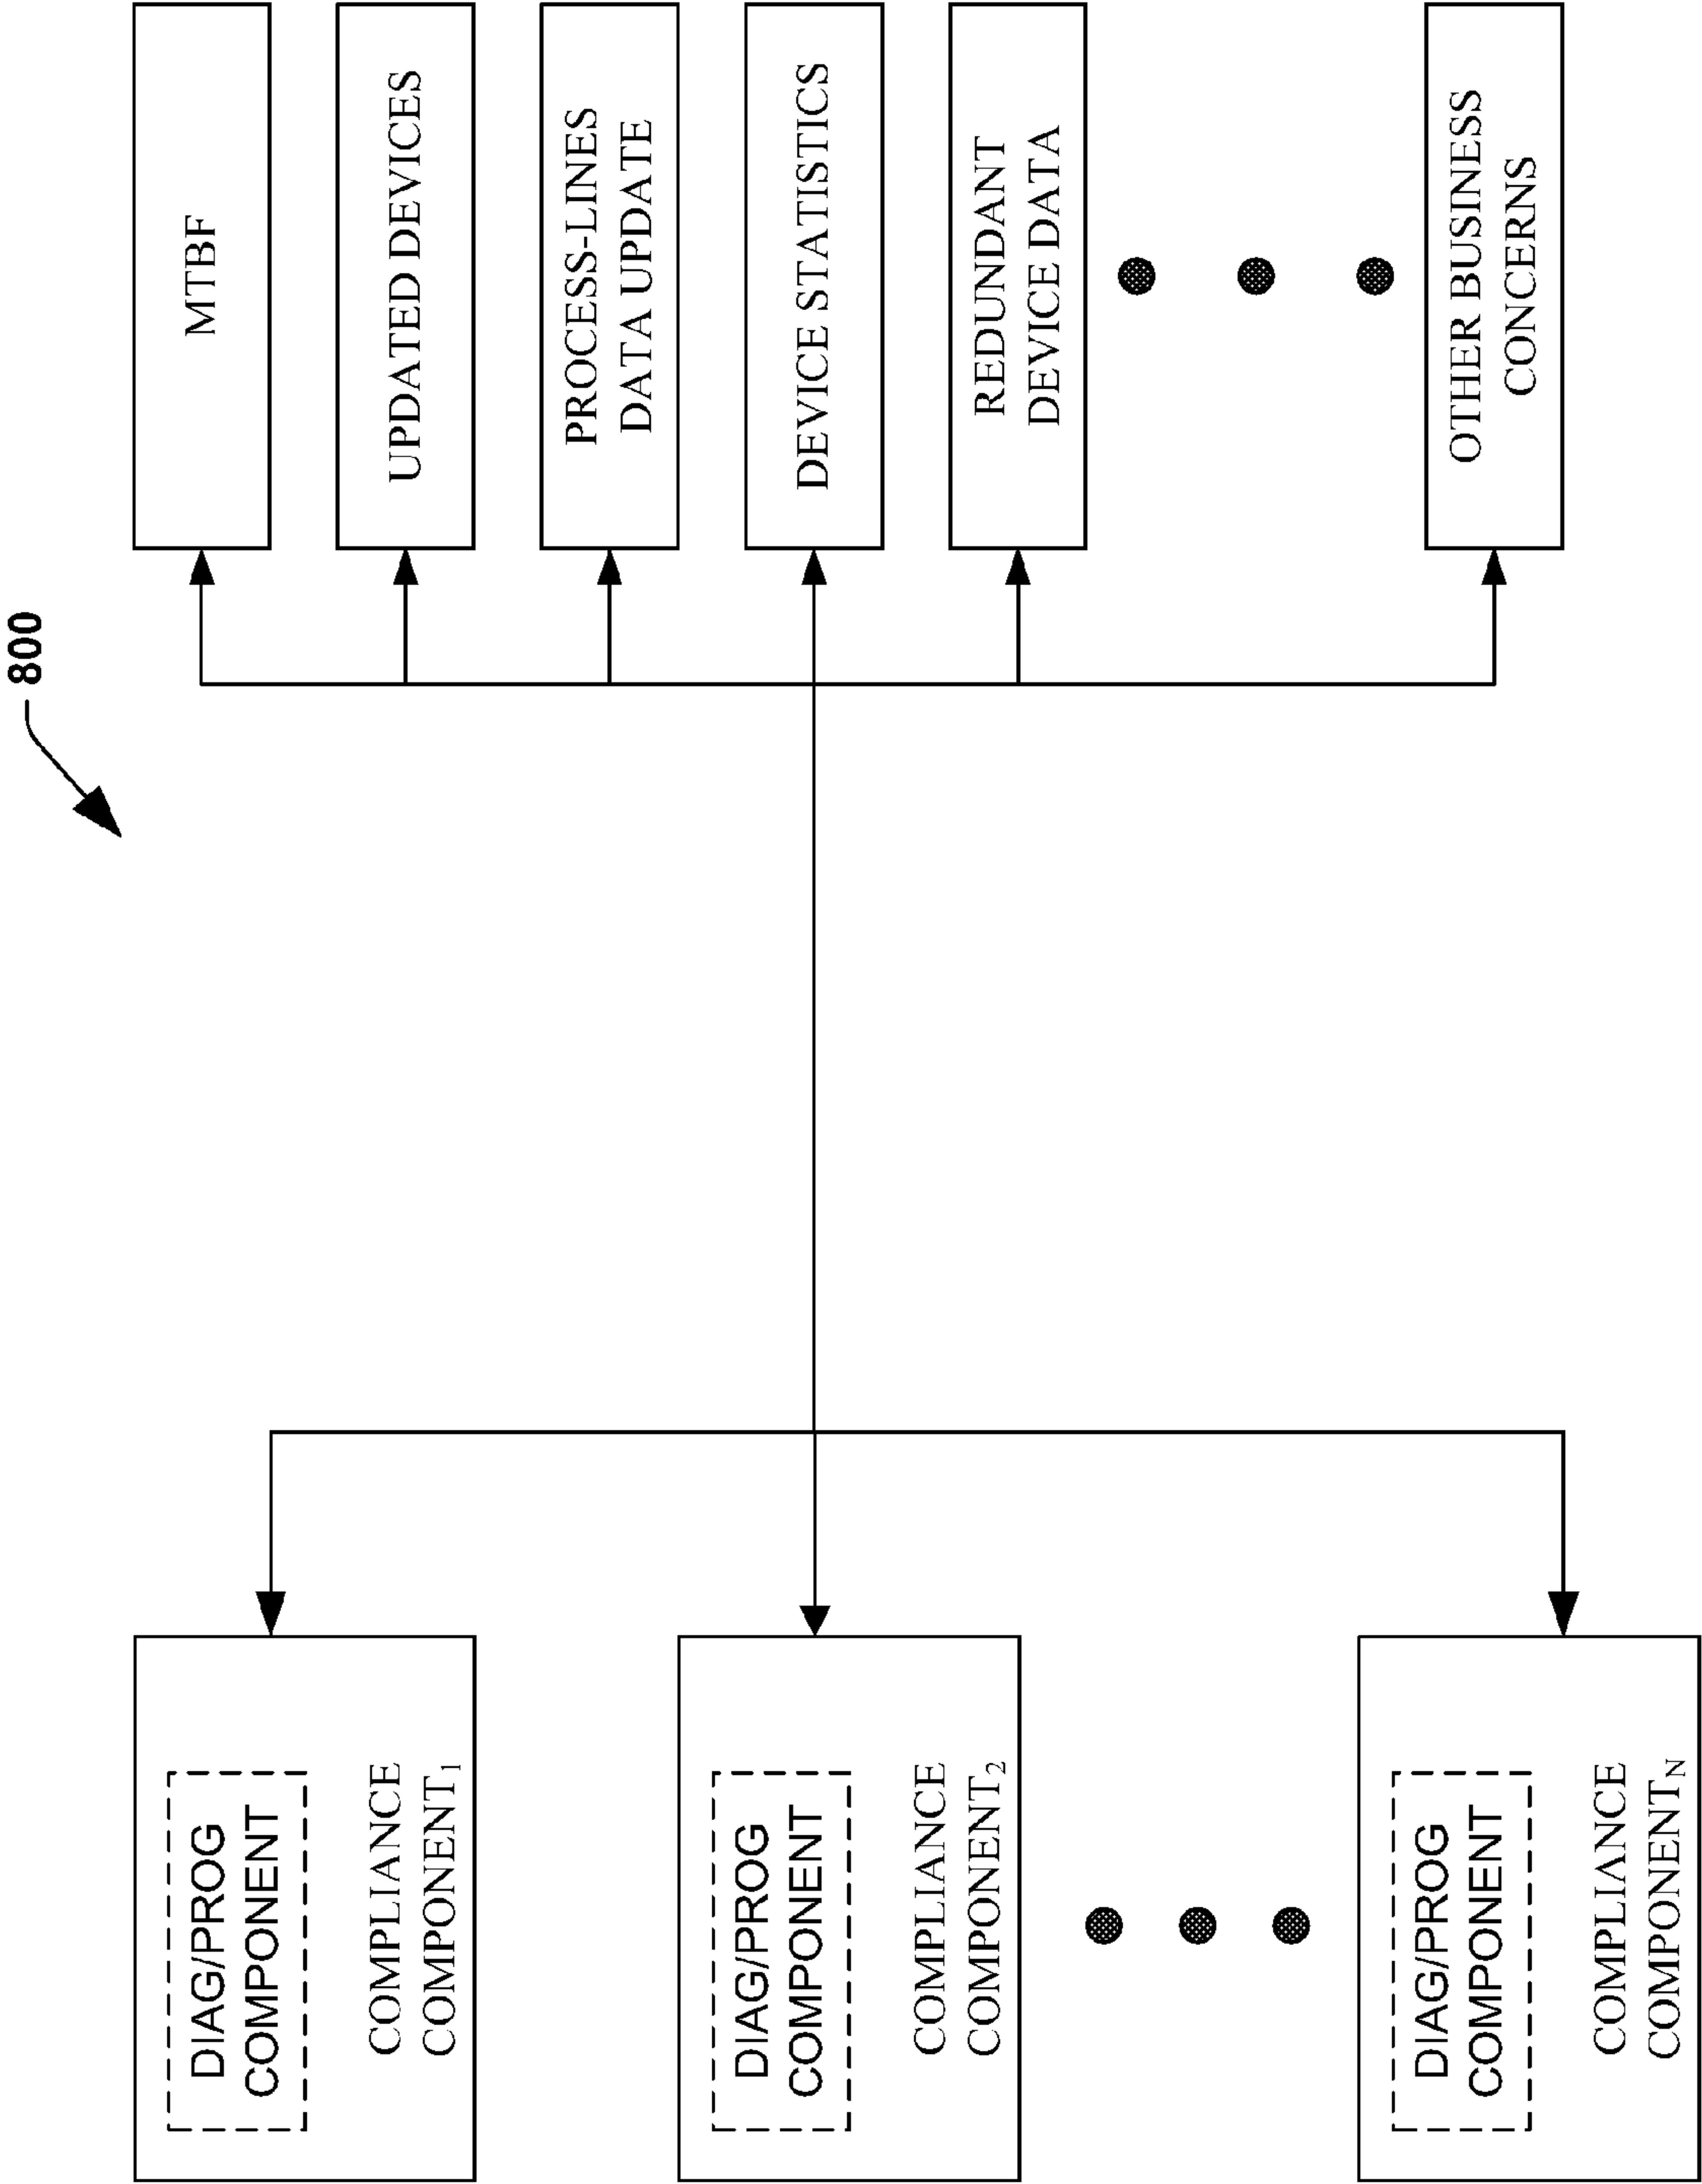 800
DIAG/PROG
COMPONENT
COMPLIANCE
COMPONENT1
DIAG/PROG
COMPONENT
COMPLIANCE
COMPONENT2
DIAG/PROG
COMPONENT
COMPLIANCE
COMPONENTN
MTBF
UPDATED DEVICES
PROCESS-LINES
DATA UPDATE
DEVICE STATISTICS
REDUNDANT
DEVICE DATA
OTHER BUSINESS
CONCERNS